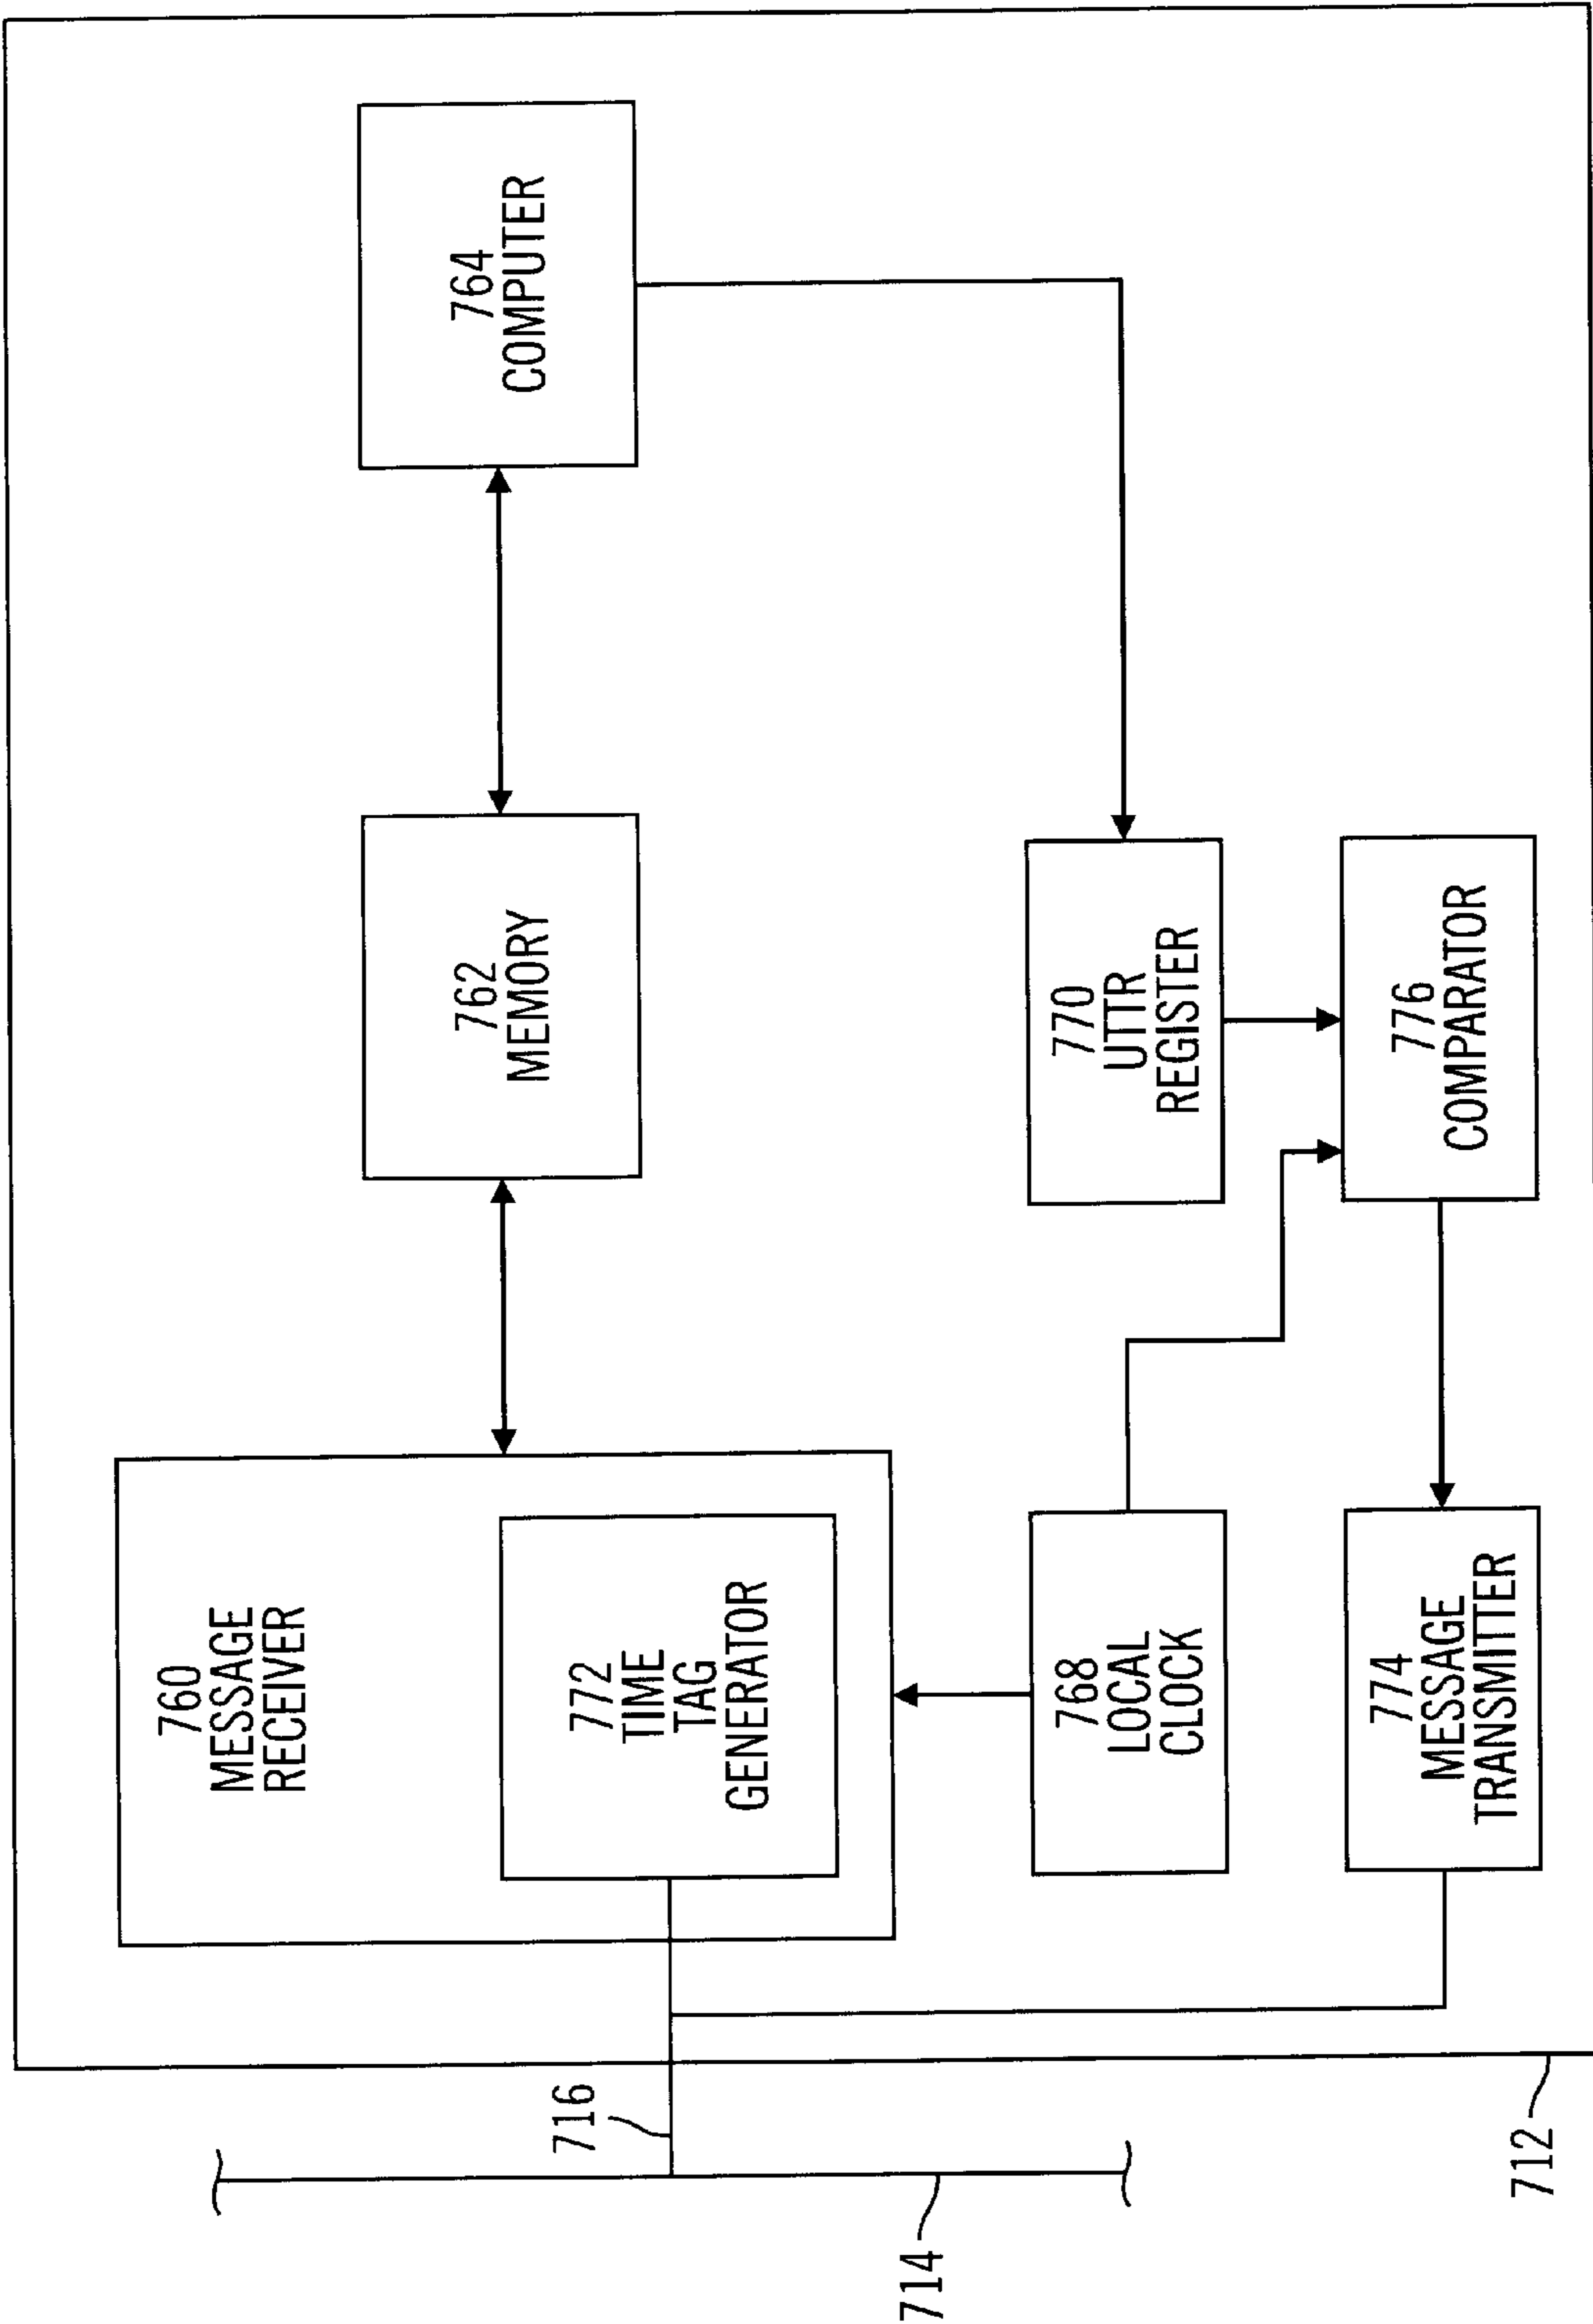 760
MESSAGE
RECEIVER
772
TIME
TAG
GENERATOR
762
MEMORY
764
COMPUTER
716
714
768
LOCAL
CLOCK
770
UTTR
REGISTER
774
MESSAGE
TRANSMITTER
776
COMPARATOR
712